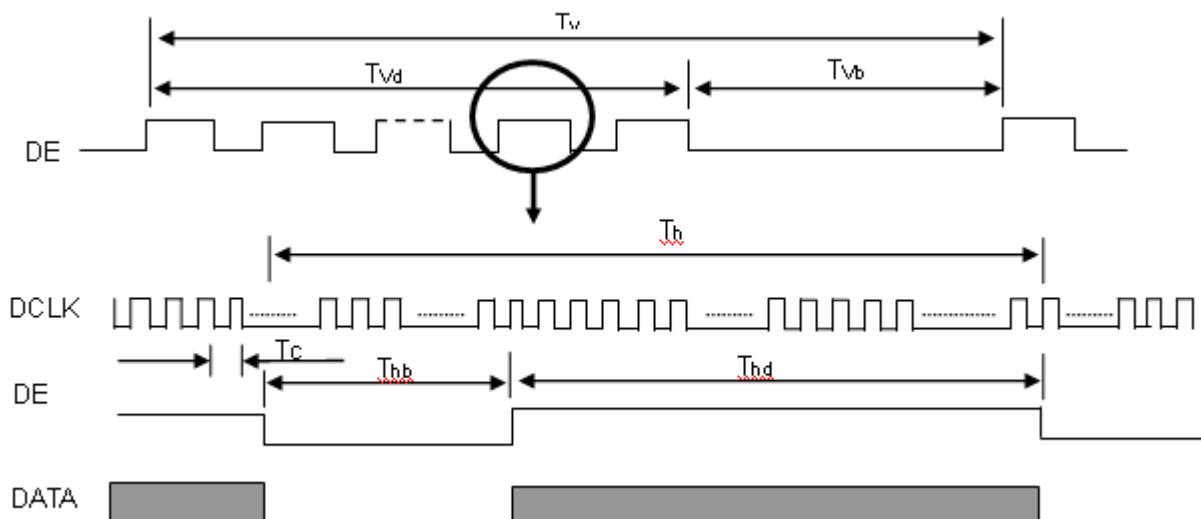 Tv
Tvd
Tvb
DE
Th
DCLK
Tc
Thb
Thd
DE
DATA